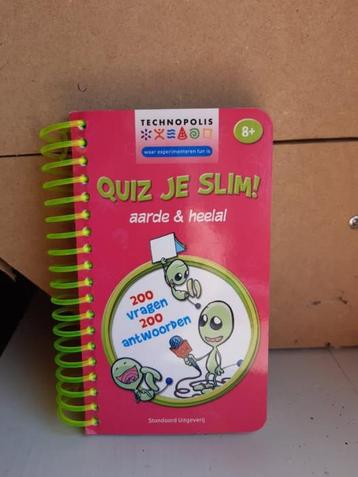 TECHNOPOLIS
waar experimenteren fun is
8+
QUIZ JE SLIM!
aarde & heelal
200
vragen
200
antwoorden
Standaard Uitgeverij